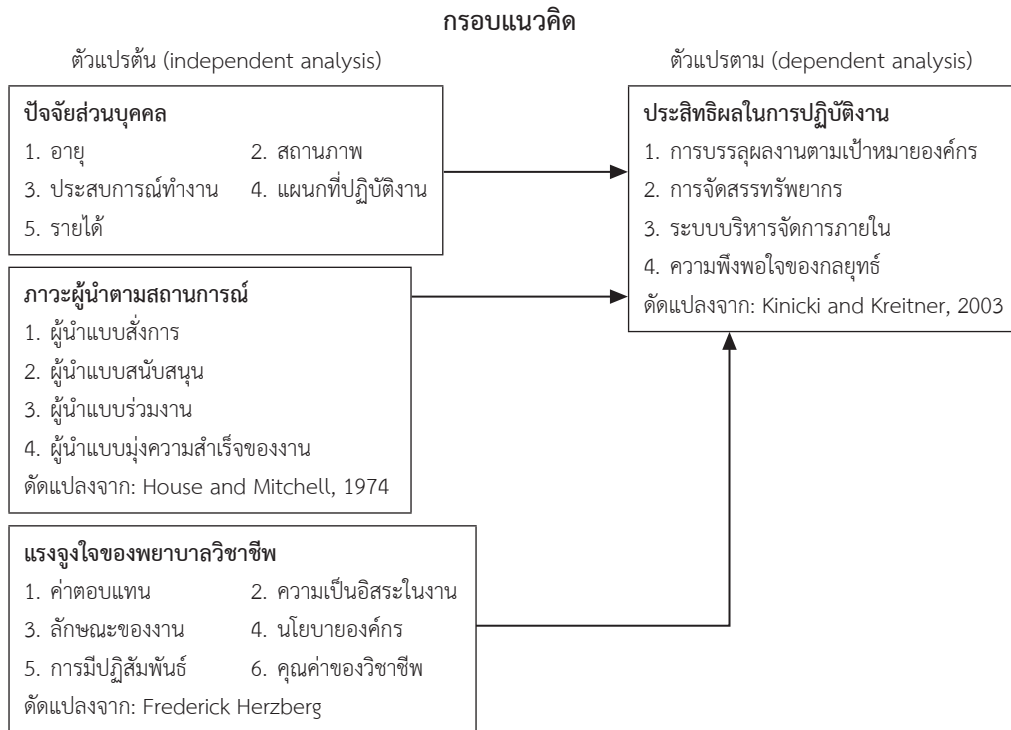 กรอบแนวคิด
ตัวแปรต้น (independent analysis)
ปัจจัยส่วนบุคคล
1. อายุ 2. สถานภาพ
3. ประสบการณ์ทำงาน 4. แผนกที่ปฏิบัติงาน
5. รายได้
ภาวะผู้นำตามสถานการณ์
1. ผู้นำแบบสั่งการ
2. ผู้นำแบบสนับสนุน
3. ผู้นำแบบร่วมงาน
4. ผู้นำแบบมุ่งความสำเร็จของงาน
ดัดแปลงจาก: House and Mitchell, 1974
แรงจูงใจของพยาบาลวิชาชีพ
1. ค่าตอบแทน 2. ความเป็นอิสระในงาน
3. ลักษณะของงาน 4. นโยบายองค์กร
5. การมีปฏิสัมพันธ์ 6. คุณค่าของวิชาชีพ
ดัดแปลงจาก: Frederick Herzberg
ตัวแปรตาม (dependent analysis)
ประสิทธิผลในการปฏิบัติงาน
1. การบรรลุผลงานตามเป้าหมายองค์กร
2. การจัดสรรทรัพยากร
3. ระบบบริหารจัดการภายใน
4. ความพึงพอใจของกลยุทธ์
ดัดแปลงจาก: Kinicki and Kreitner, 2003